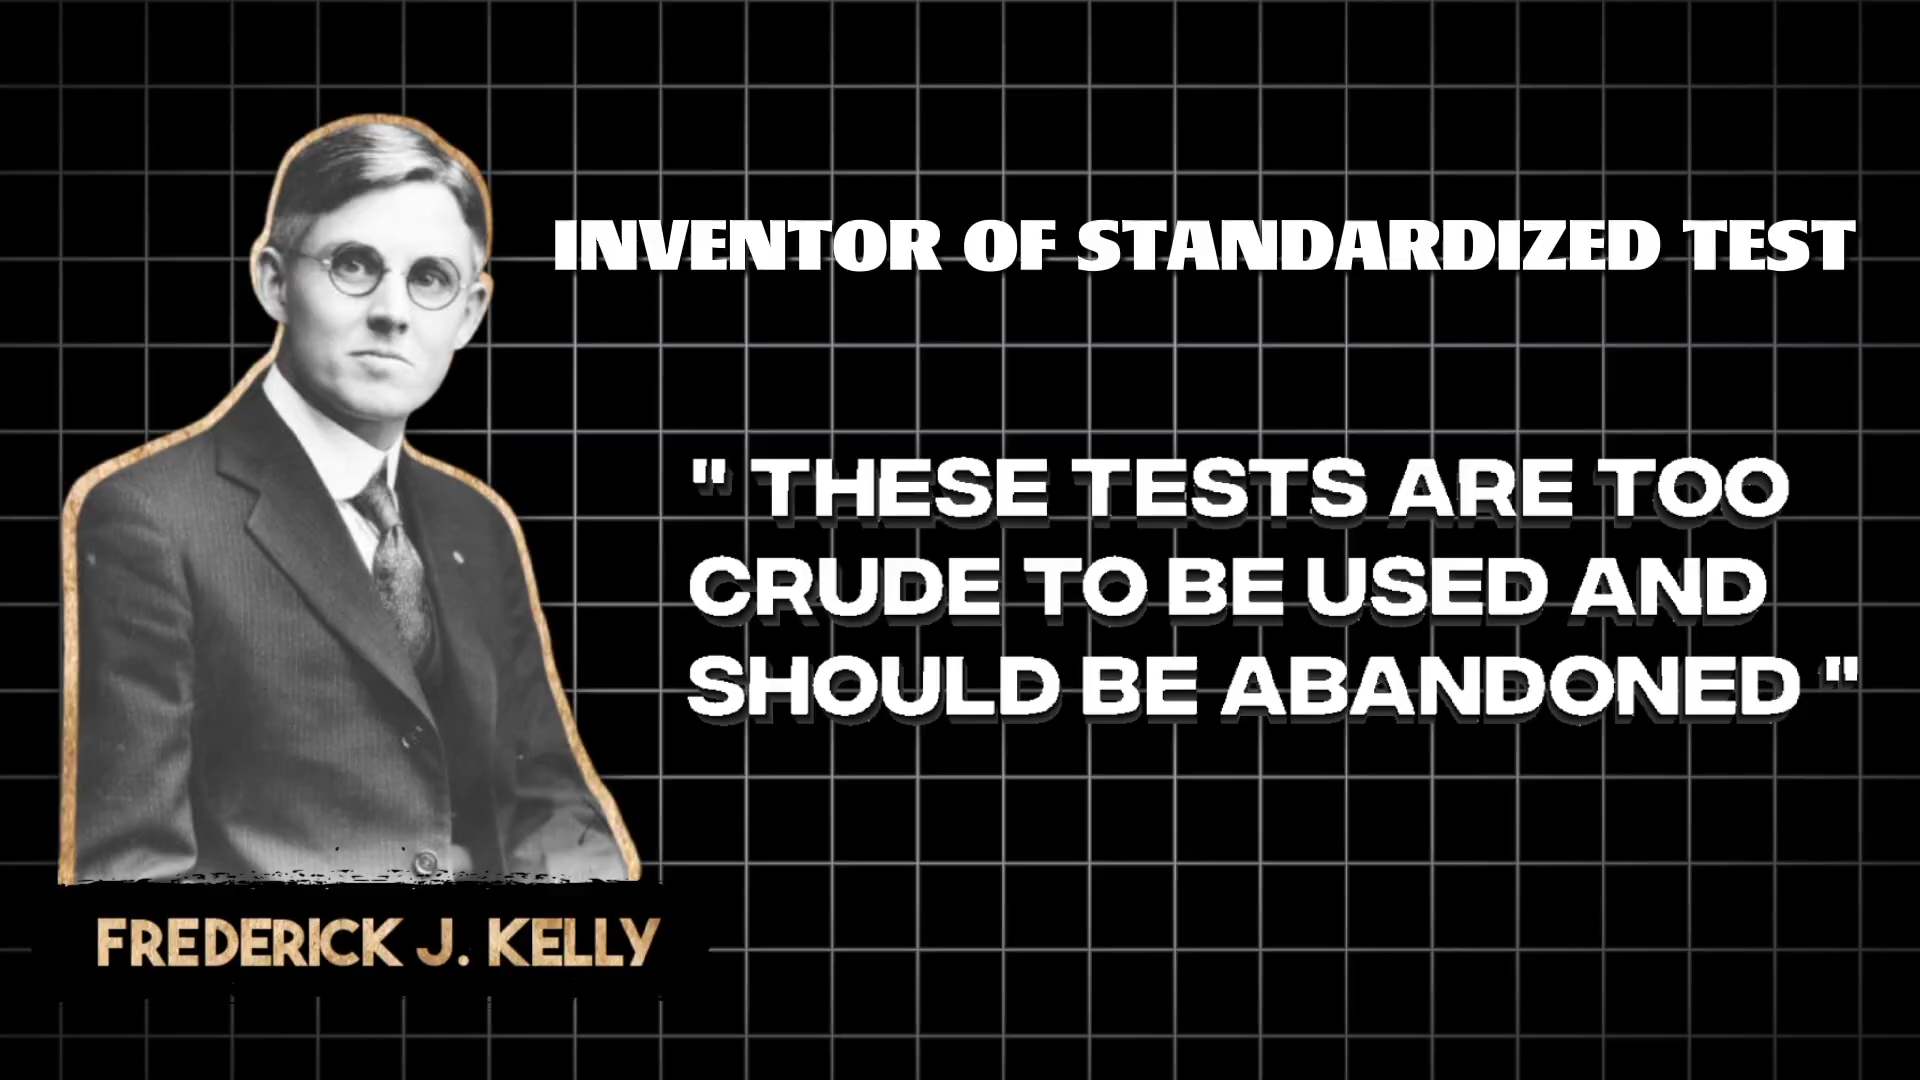 INVENTOR OF STANDARDIZED TEST
" THESE TESTS ARE TOO
CRUDE TO BE USED AND
SHOULD BE ABANDONED "
FREDERICK J. KELLY